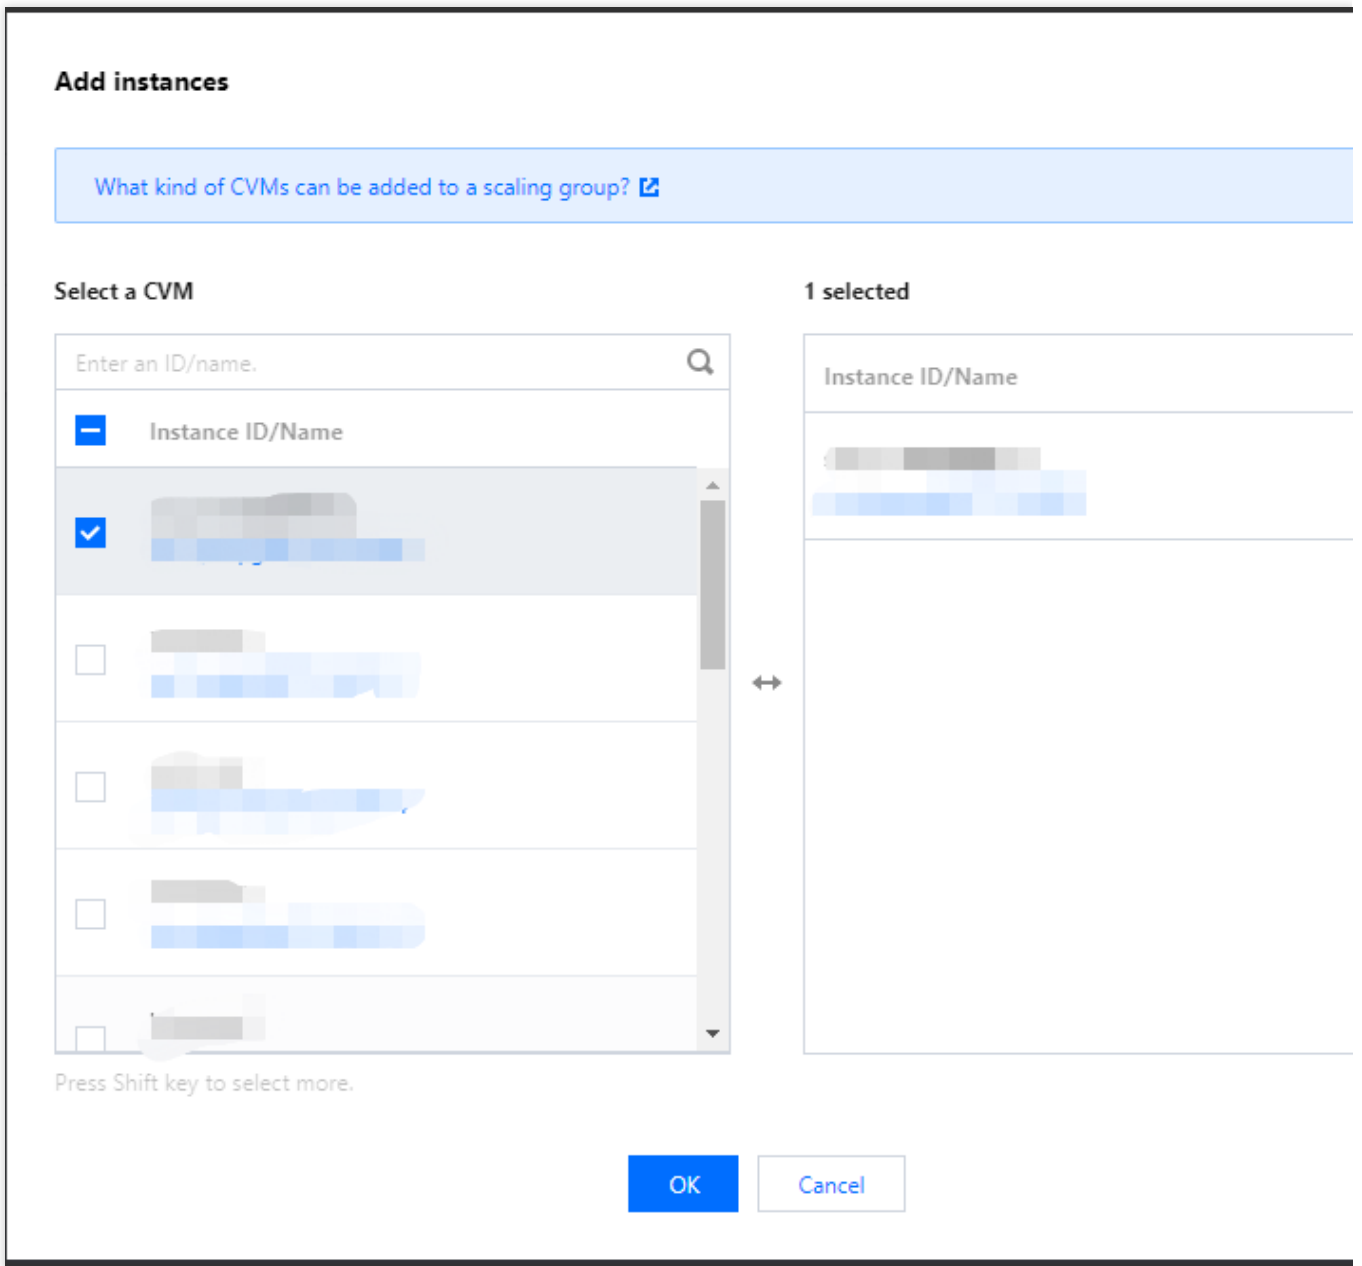 Add instances
What kind of CVMs can be added to a scaling group?
Select a CVM
1 selected
Enter an ID/name.
Instance ID/Name
Instance ID/Name
Press Shift key to select more.
OK
Cancel